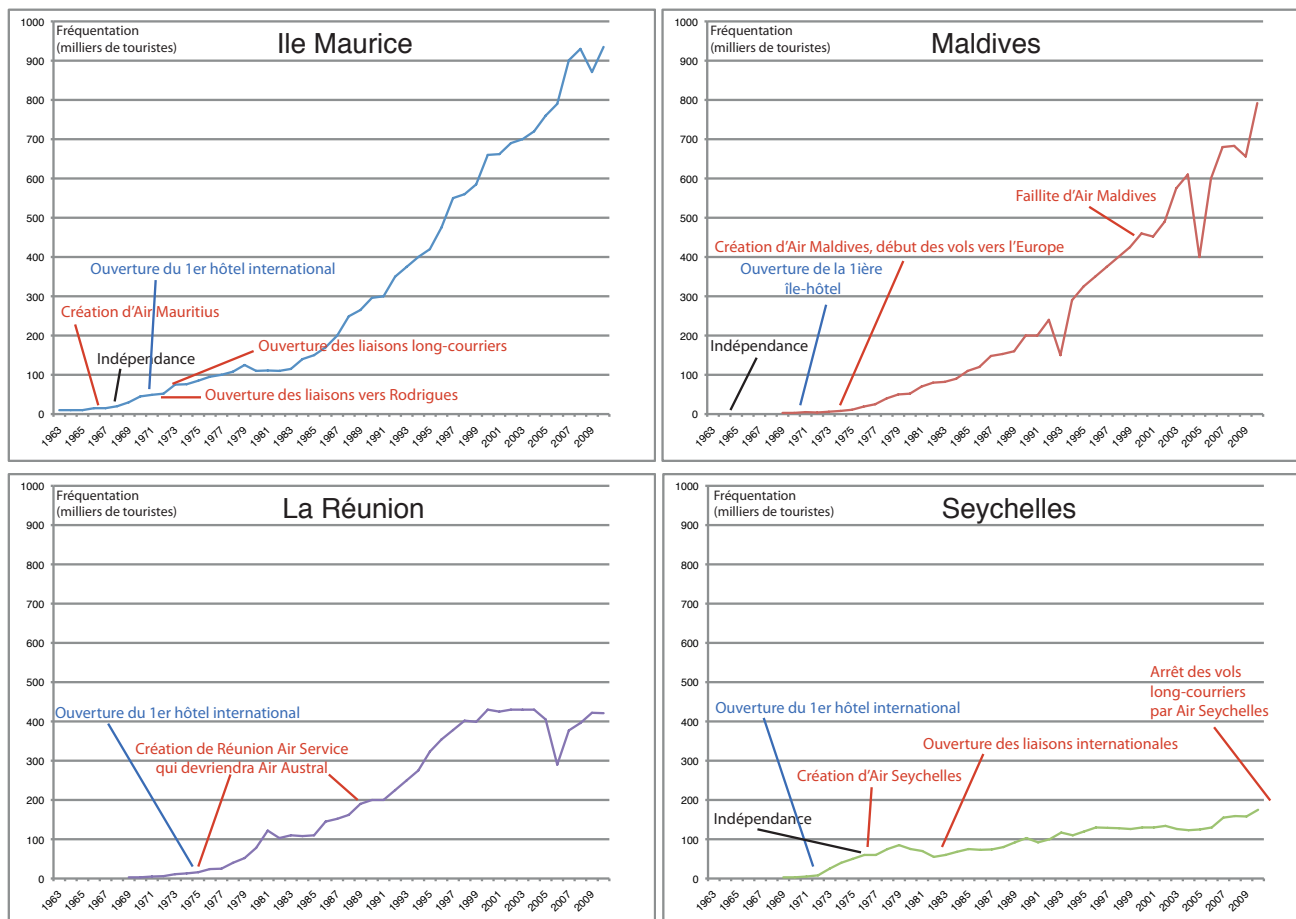 Ile Maurice
Fréquentation
(milliers de touristes)
1000
900
800
700
600
500
400
300
200
100
0
Ouverture du 1er hôtel international
Création d'Air Mauritius
Indépendance
Ouverture des liaisons long-courriers
Ouverture des liaisons vers Rodrigues
1963 1965 1967 1969 1971 1973 1975 1977 1979 1981 1983 1985 1987 1989 1991 1993 1995 1997 1999 2001 2003 2005 2007 2009
Maldives
Fréquentation
(milliers de touristes)
1000
900
800
700
600
500
400
300
200
100
0
Faillite d'Air Maldives
Création d'Air Maldives, début des vols vers l'Europe
Ouverture de la 1ière
île-hôtel
Indépendance
1963 1965 1967 1969 1971 1973 1975 1977 1979 1981 1983 1985 1987 1989 1991 1993 1995 1997 1999 2001 2003 2005 2007 2009
La Réunion
Fréquentation
(milliers de touristes)
1000
900
800
700
600
500
400
300
200
100
0
Ouverture du 1er hôtel international
Création de Réunion Air Service
qui devriendra Air Austral
1963 1965 1967 1969 1971 1973 1975 1977 1979 1981 1983 1985 1987 1989 1991 1993 1995 1997 1999 2001 2003 2005 2007 2009
Seychelles
Fréquentation
(milliers de touristes)
1000
900
800
700
600
500
400
300
200
100
0
Arrêt des vols
long-courriers
par Air Seychelles
Ouverture du 1er hôtel international
Ouverture des liaisons internationales
Création d'Air Seychelles
Indépendance
1963 1965 1967 1969 1971 1973 1975 1977 1979 1981 1983 1985 1987 1989 1991 1993 1995 1997 1999 2001 2003 2005 2007 2009